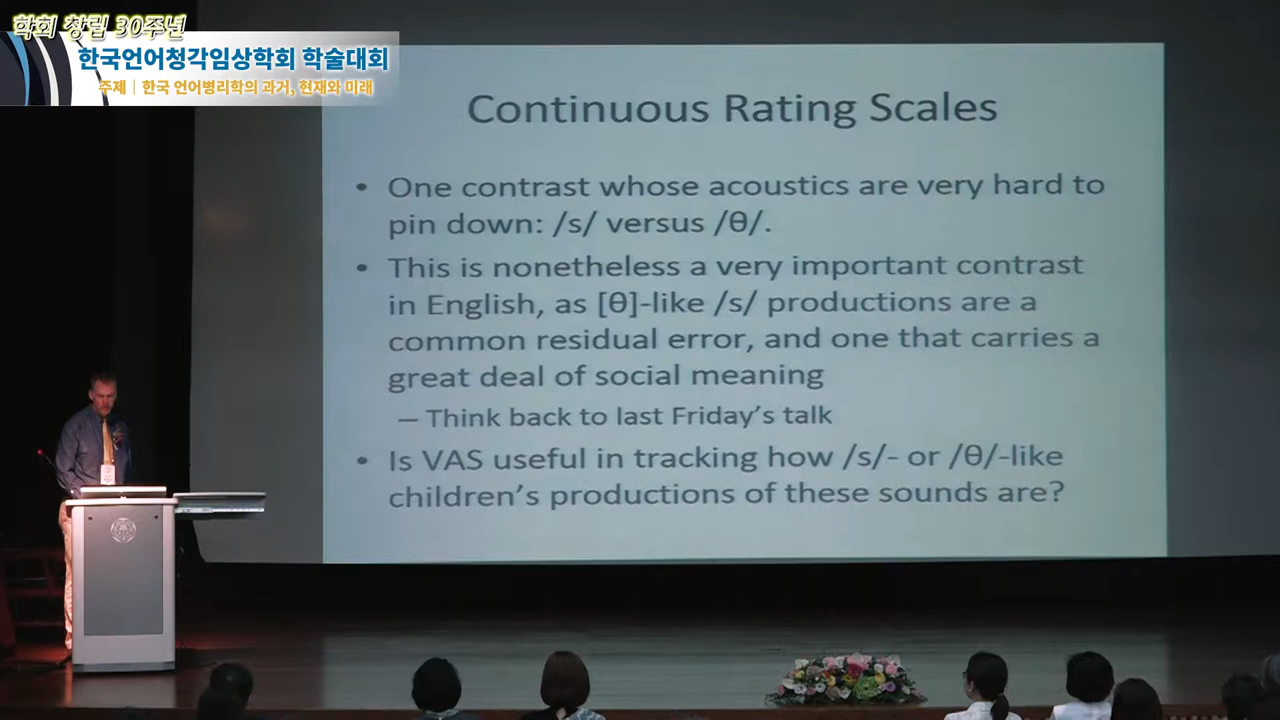 학회 창립 30주년
한국언어청각임상학회 학술대회
주제 | 한국 언어병리학의 과거, 현재와 미래
Continuous Rating Scales
• One contrast whose acoustics are very hard to
pin down: /s/ versus /θ/.
• This is nonetheless a very important contrast
in English, as [θ]-like /s/ productions are a
common residual error, and one that carries a
great deal of social meaning
– Think back to last Friday's talk
• Is VAS useful in tracking how /s/- or /θ/-like
children's productions of these sounds are?